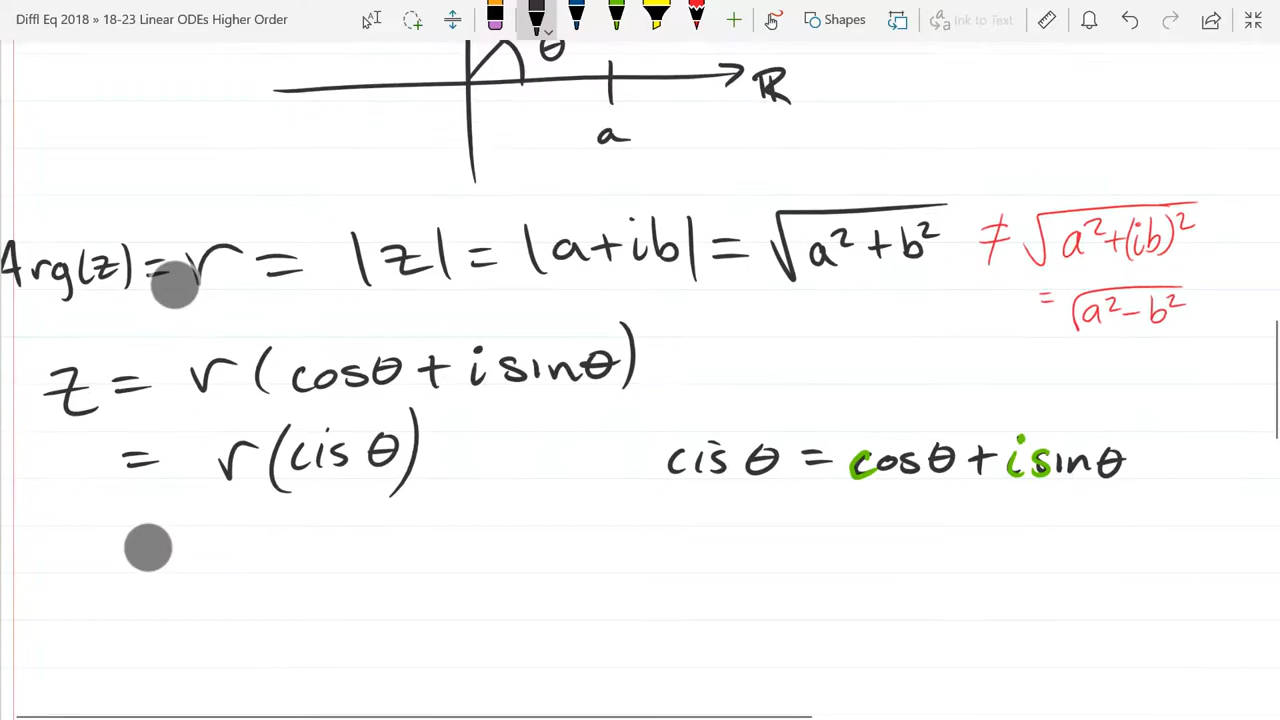 Diffl Eq 2018 » 18-23 Linear ODEs Higher Order
Shapes
Ink to Text
θ
ℝ
a
Arg(z) = r = |z| = |a+ib| = √(a² + b²) ≠ √(a²+(ib)²)
= √(a² − b²)
z = r(cosθ + i sinθ)
= r(cis θ)
cis θ = cosθ + i sinθ